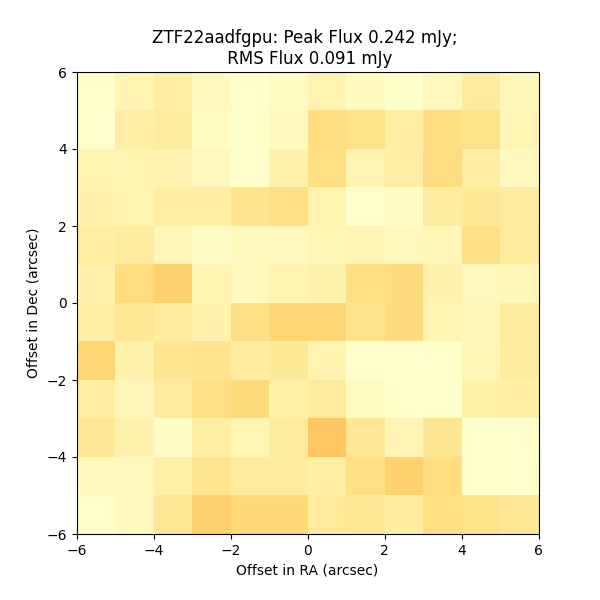 ZTF22aadfgpu: Peak Flux 0.242 mJy;
RMS Flux 0.091 mJy
6
4
2
0
−2
−4
−6
Offset in Dec (arcsec)
−6 −4 −2 0 2 4 6
Offset in RA (arcsec)